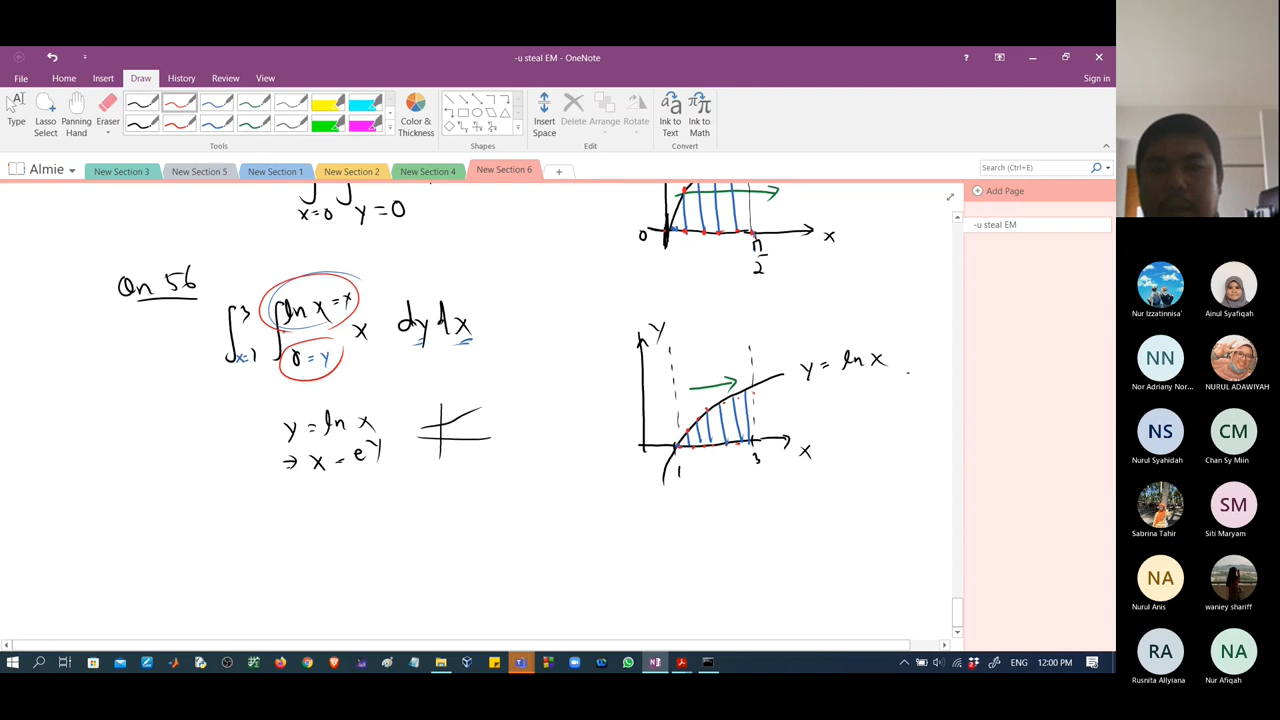 -u steal EM - OneNote
File Home Insert Draw History Review View
Sign in
Type
Lasso Select
Panning Hand
Eraser
Color & Thickness
Insert Space
Delete
Arrange
Rotate
Ink to Text
Ink to Math
Tools
Shapes
Edit
Convert
Almie
New Section 3
New Section 5
New Section 1
New Section 2
New Section 4
New Section 6
Search (Ctrl+E)
Add Page
-u steal EM
∫ ∫
x=0 y=0
0
π/2
x
Qn 56
3 ln x = x
∫ ∫ x dy dx
x=1 0 = y
y = ln x
→ x = e^y
y
y = ln x
1
3
x
Nur Izzatinnisa'
Ainul Syafiqah
NN
Nor Adriany Nor...
NURUL ADAWIYAH
NS
Nurul Syahidah
CM
Chan Sy Miin
Sabrina Tahir
SM
Siti Maryam
NA
Nurul Anis
waniey shariff
RA
Rusnita Allyiana
NA
Nur Afiqah
ENG
12:00 PM